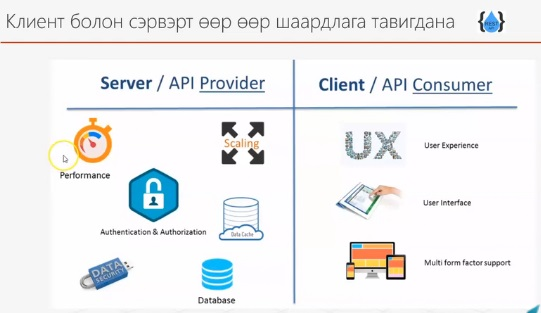 Клиент болон сэрвэрт өөр өөр шаардлага тавигдана
REST
Server / API Provider
Client / API Consumer
Scaling
Performance
UX
User Experience
Authentication & Authorization
Data Cache
User Interface
DATA
SECURITY
Database
Multi form factor support